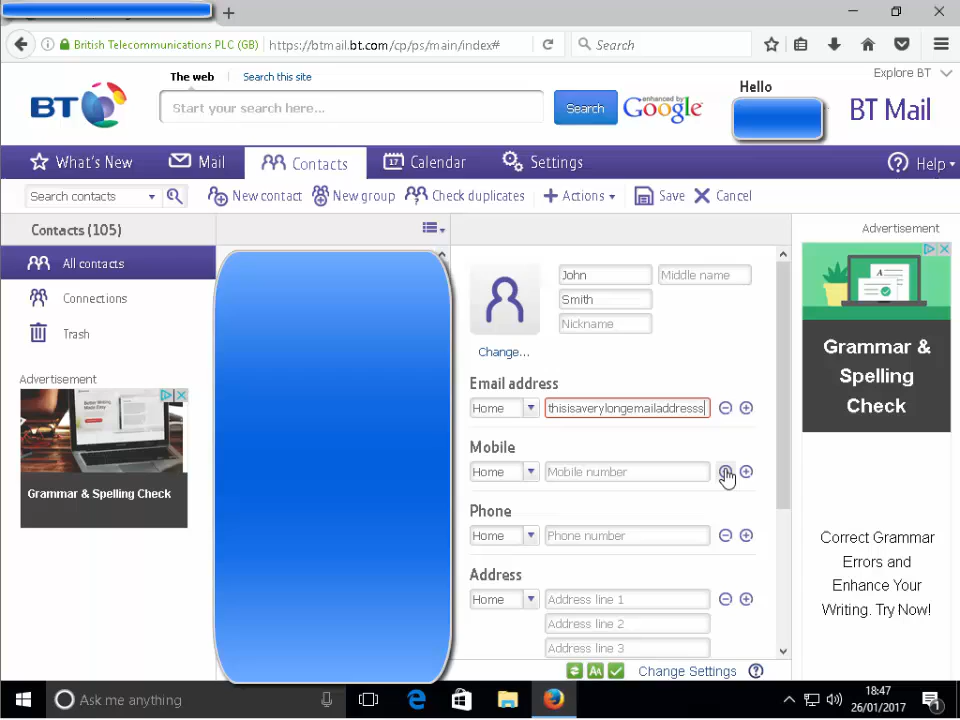 British Telecommunications PLC (GB)
https://btmail.bt.com/cp/ps/main/index#
Search
The web
Search this site
Explore BT
BT
Start your search here...
Search
enhanced by
Google
Hello
BT Mail
What's New
Mail
Contacts
17
Calendar
Settings
Help
Search contacts
New contact
New group
Check duplicates
Actions
Save
Cancel
Contacts (105)
All contacts
Connections
Trash
Advertisement
Grammar & Spelling Check
John
Middle name
Smith
Nickname
Change...
Email address
Home
thisisaverylongemailaddresss
Mobile
Home
Mobile number
Phone
Home
Phone number
Address
Home
Address line 1
Address line 2
Address line 3
AA
Change Settings
Advertisement
Grammar &
Spelling
Check
Correct Grammar
Errors and
Enhance Your
Writing. Try Now!
Ask me anything
18:47
26/01/2017
1